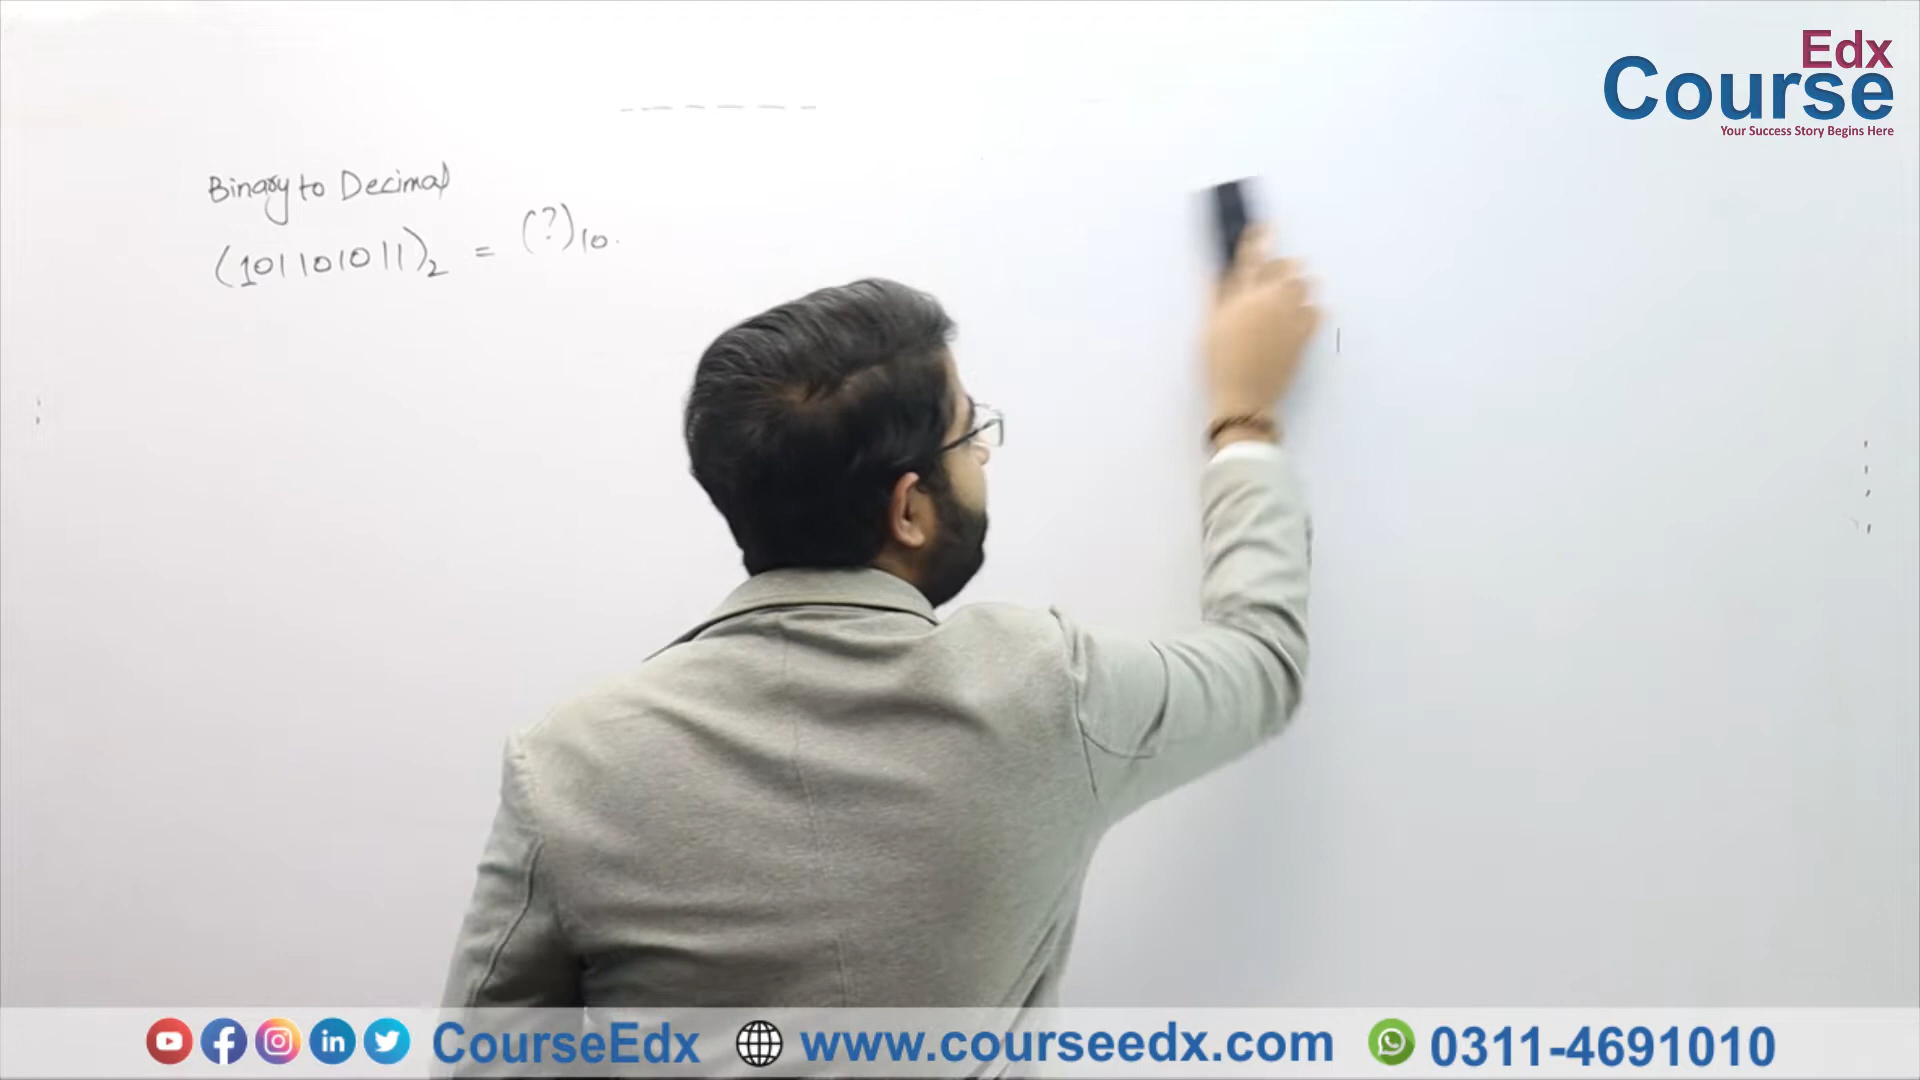 Edx
Course
Your Success Story Begins Here
Binary to Decimal
(101101011)2 = (?)10.
CourseEdx
www.courseedx.com
0311-4691010